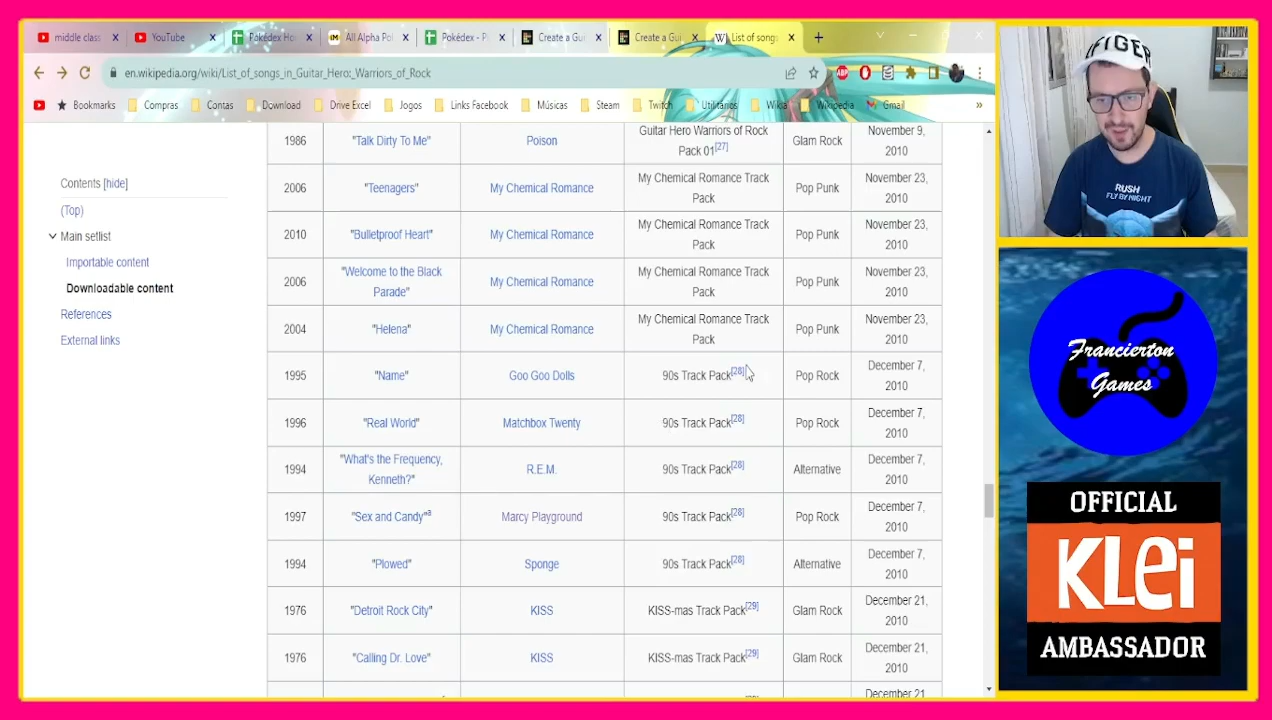 middle class
YouTube
Pokédex Ho
All Alpha Pol
Pokédex - P
Create a Gui
Create a Gui
List of songs
en.wikipedia.org/wiki/List_of_songs_in_Guitar_Hero:_Warriors_of_Rock
Bookmarks
Compras
Contas
Download
Drive Excel
Jogos
Links Facebook
Músicas
Steam
Twitch
Utilitários
Wikia
Wikipedia
Gmail
»
Contents [hide]
(Top)
Main setlist
Importable content
Downloadable content
References
External links
1986 "Talk Dirty To Me" Poison Guitar Hero Warriors of Rock Pack 01[27] Glam Rock November 9, 2010
2006 "Teenagers" My Chemical Romance My Chemical Romance Track Pack Pop Punk November 23, 2010
2010 "Bulletproof Heart" My Chemical Romance My Chemical Romance Track Pack Pop Punk November 23, 2010
2006 "Welcome to the Black Parade" My Chemical Romance My Chemical Romance Track Pack Pop Punk November 23, 2010
2004 "Helena" My Chemical Romance My Chemical Romance Track Pack Pop Punk November 23, 2010
1995 "Name" Goo Goo Dolls 90s Track Pack[28] Pop Rock December 7, 2010
1996 "Real World" Matchbox Twenty 90s Track Pack[28] Pop Rock December 7, 2010
1994 "What's the Frequency, Kenneth?" R.E.M. 90s Track Pack[28] Alternative December 7, 2010
1997 "Sex and Candy"a Marcy Playground 90s Track Pack[28] Pop Rock December 7, 2010
1994 "Plowed" Sponge 90s Track Pack[28] Alternative December 7, 2010
1976 "Detroit Rock City" KISS KISS-mas Track Pack[29] Glam Rock December 21, 2010
1976 "Calling Dr. Love" KISS KISS-mas Track Pack[29] Glam Rock December 21, 2010
December 21
RUSH
FLY BY NIGHT
Francierton
Games
OFFICIAL
KLEi
AMBASSADOR